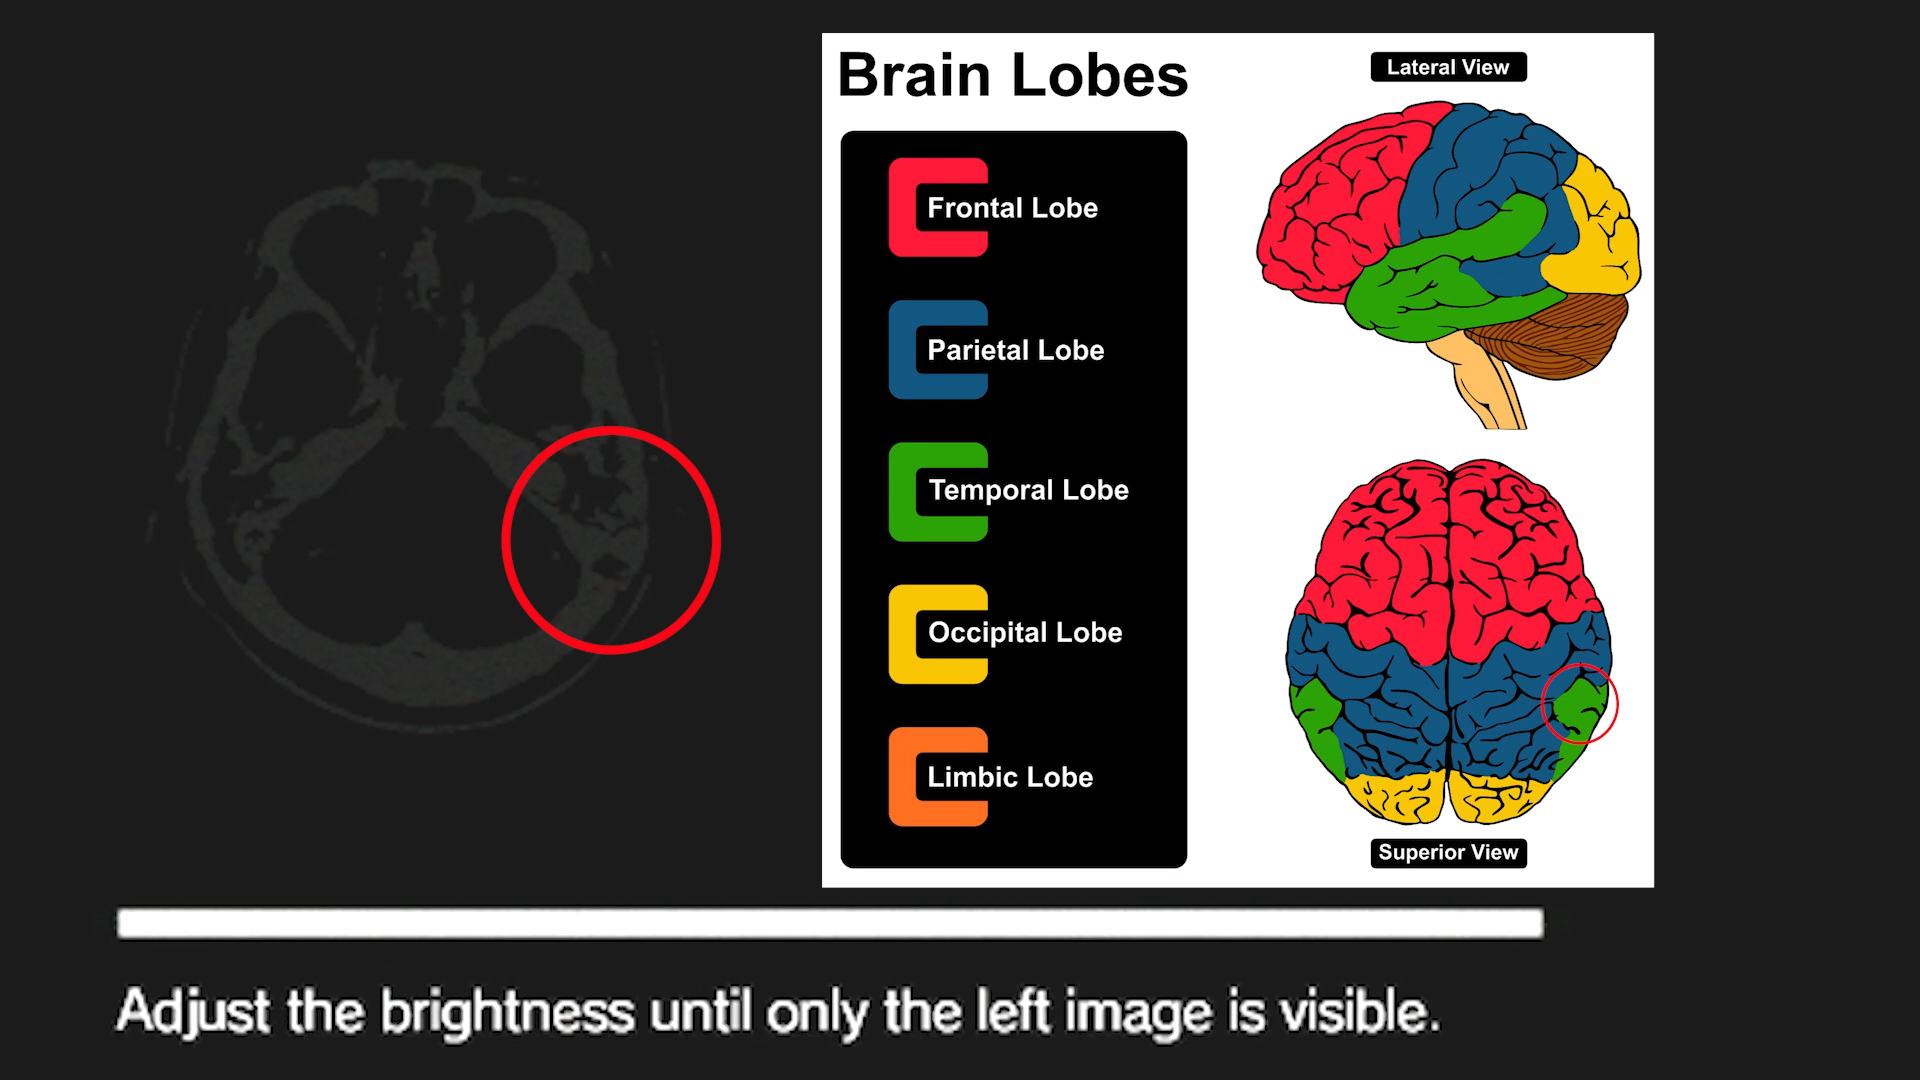 Brain Lobes
Frontal Lobe
Parietal Lobe
Temporal Lobe
Occipital Lobe
Limbic Lobe
Lateral View
Superior View
Adjust the brightness until only the left image is visible.